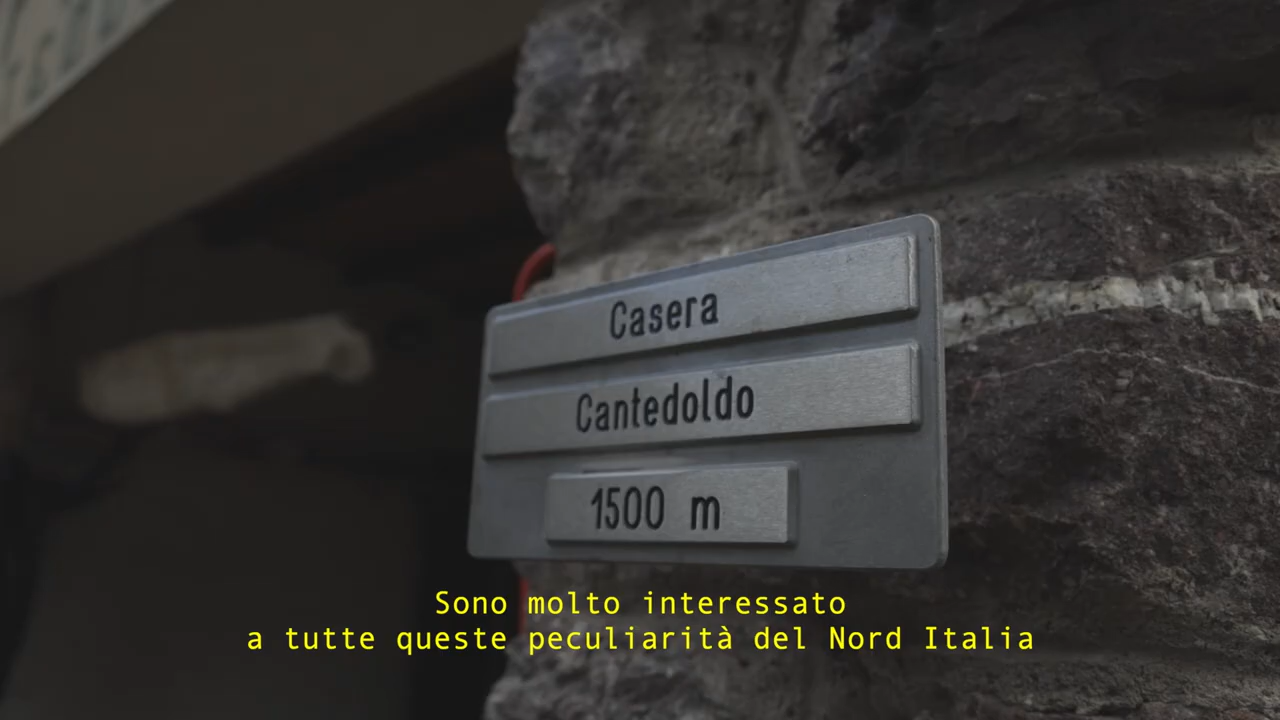 Casera
Cantedoldo
1500 m
Sono molto interessato
a tutte queste peculiarità del Nord Italia